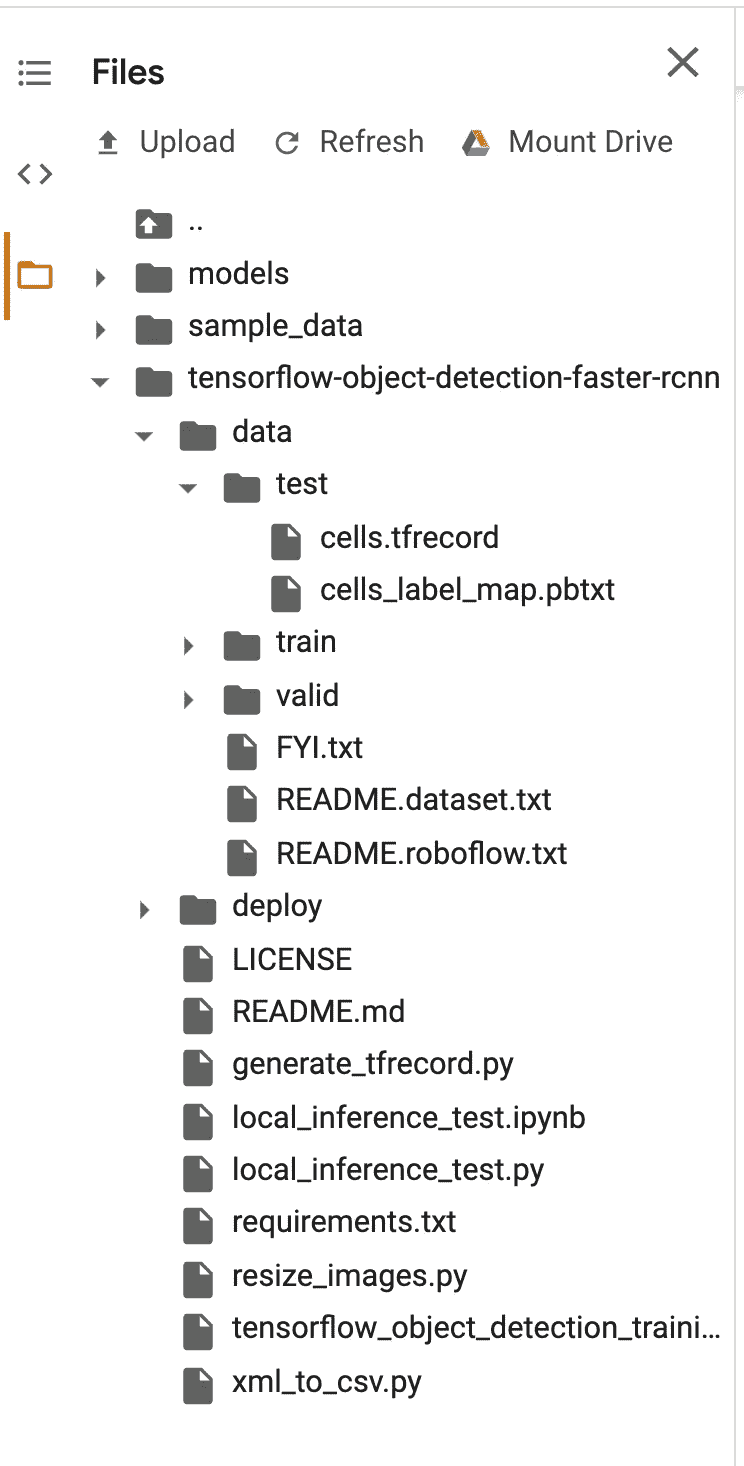 Files
Upload Refresh Mount Drive
..
models
sample_data
tensorflow-object-detection-faster-rcnn
data
test
cells.tfrecord
cells_label_map.pbtxt
train
valid
FYI.txt
README.dataset.txt
README.roboflow.txt
deploy
LICENSE
README.md
generate_tfrecord.py
local_inference_test.ipynb
local_inference_test.py
requirements.txt
resize_images.py
tensorflow_object_detection_traini...
xml_to_csv.py